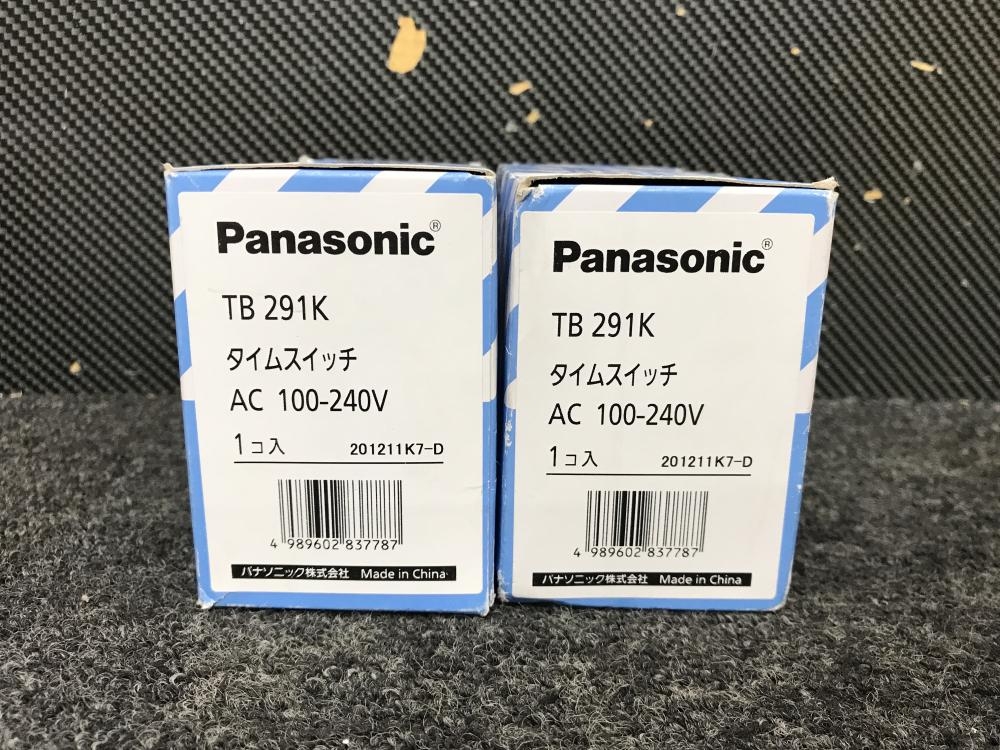 Panasonic®
TB 291K
タイムスイッチ
AC 100-240V
1コ入 201211K7-D
4 989602 837787
パナソニック株式会社 Made in China
Panasonic®
TB 291K
タイムスイッチ
AC 100-240V
1コ入 201211K7-D
4 989602 837787
パナソニック株式会社 Made in China